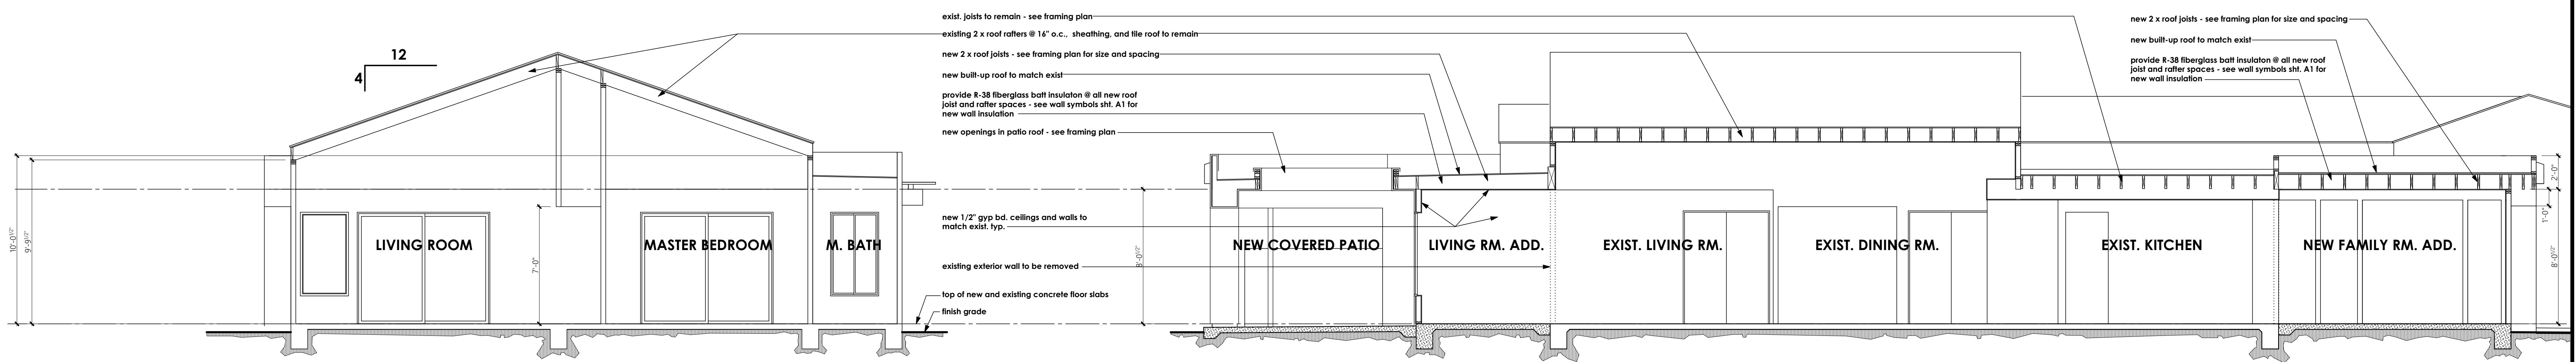 12
4
10'-0 1/2"
9'-9 1/2"
7'-0"
LIVING ROOM
MASTER BEDROOM
M. BATH
exist. joists to remain - see framing plan
existing 2 x roof rafters @ 16" o.c., sheathing, and tile roof to remain
new 2 x roof joists - see framing plan for size and spacing
new built-up roof to match exist
provide R-38 fiberglass batt insulaton @ all new roof
joist and rafter spaces - see wall symbols sht. A1 for
new wall insulation
new openings in patio roof - see framing plan
new 1/2" gyp bd. ceilings and walls to
match exist. typ.
existing exterior wall to be removed
top of new and existing concrete floor slabs
finish grade
8'-0 1/2"
NEW COVERED PATIO
LIVING RM. ADD.
EXIST. LIVING RM.
EXIST. DINING RM.
EXIST. KITCHEN
NEW FAMILY RM. ADD.
new 2 x roof joists - see framing plan for size and spacing
new built-up roof to match exist
provide R-38 fiberglass batt insulaton @ all new roof
joist and rafter spaces - see wall symbols sht. A1 for
new wall insulation
2'-0"
1'-0"
8'-0 1/2"